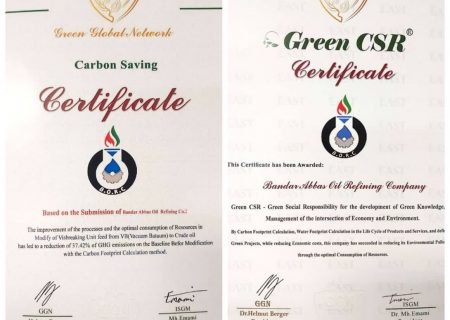 Green Global Network
Carbon Saving
Certificate
B.O.R.C
Based on the Submission of Bandar Abbas Oil Refining Co.:
The improvement of the processes and the optimal consumption of Resources in
Modify of Visbreaking Unit feed from VB(Vacuum Bataum) to Crude oil
has led to a reduction of 37.42% of GHG emissions on the Baseline Befor Modification
with the Carbon Footprint Calculation method.
GGN
ISGM
Mh.Emami
Green CSR®
Certificate
B.O.R.C
This Certificate has been Awarded:
Bandar Abbas Oil Refining Company
Green CSR - Green Social Responsibility for the development of Green Knowledge,
Management of the intersection of Economy and Environment.
By Carbon Footprint Calculation, Water Footprint Calculation in the Life Cycle of Products and Services, and
Green Projects, while reducing Economic cost, this company has succeeded in reducing its Environmental
through the optimal Consumption of Resources.
GGN
Dr.Helmut Berger
ISGM
Dr. Mh.Emami